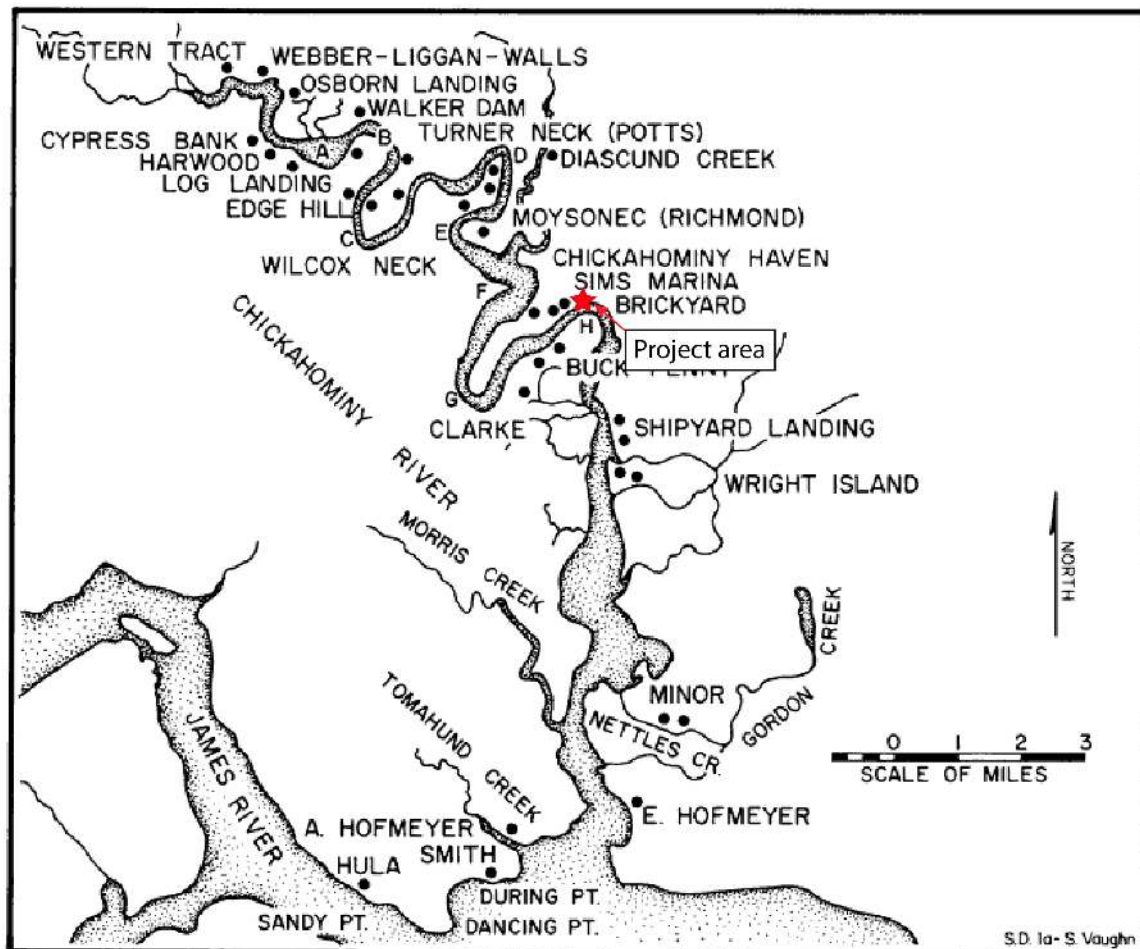 WESTERN TRACT
WEBBER-LIGGAN-WALLS
OSBORN LANDING
WALKER DAM
TURNER NECK (POTTS)
CYPRESS BANK
HARWOOD
LOG LANDING
EDGE HILL
A
B
C
D
DIASCUND CREEK
MOYSONEC (RICHMOND)
E
WILCOX NECK
CHICKAHOMINY HAVEN
SIMS MARINA
BRICKYARD
F
H
Project area
BUCK
G
CLARKE
SHIPYARD LANDING
WRIGHT ISLAND
CHICKAHOMINY
RIVER
MORRIS CREEK
NORTH
TOMAHUND CREEK
MINOR
NETTLES CR.
GORDON CREEK
JAMES RIVER
0 1 2 3
SCALE OF MILES
A. HOFMEYER
E. HOFMEYER
HULA
SMITH
DURING PT.
SANDY PT.
DANCING PT.
S.D. 1a- S. Vaughn